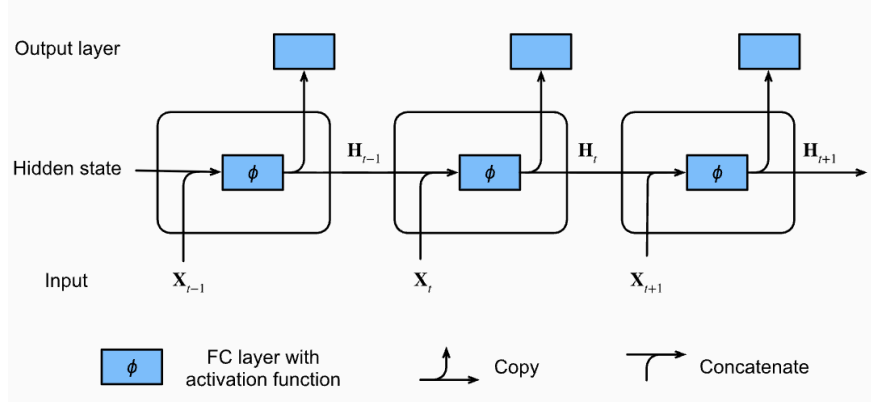 Output layer
H_{t−1}
H_t
H_{t+1}
Hidden state
ϕ
ϕ
ϕ
Input
X_{t−1}
X_t
X_{t+1}
ϕ
FC layer with
activation function
Copy
Concatenate